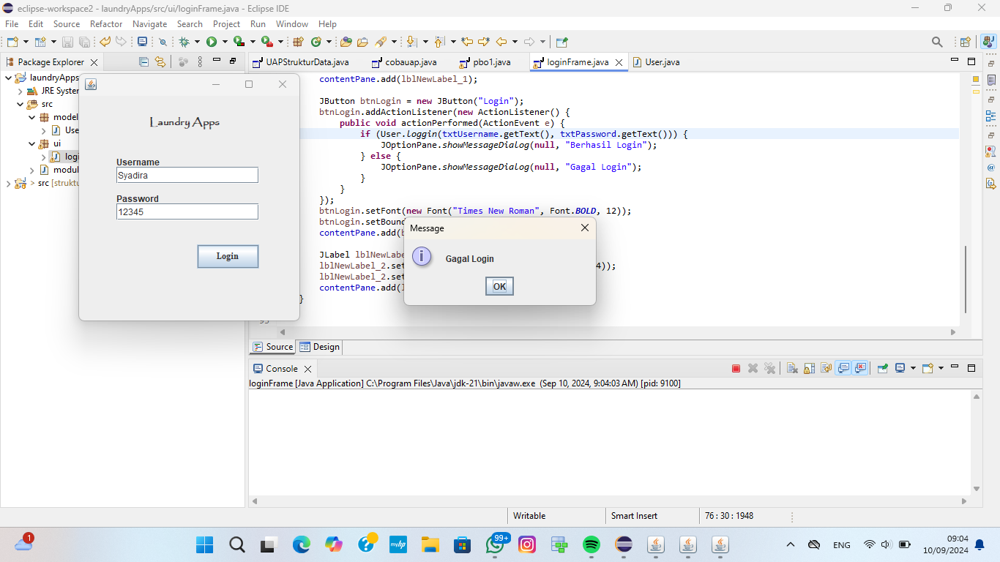 eclipse-workspace2 - laundryApps/src/ui/loginFrame.java - Eclipse IDE
File Edit Source Refactor Navigate Search Project Run Window Help
Package Explorer
UAPStrukturData.java cobauap.java pbo1.java loginFrame.java User.java
laundryApps
JRE Syster
src
model
Use
ui
logi
modul
> src [struktu
Laundry Apps
Username
Syadira
Password
12345
Login
contentPane.add(lblNewLabel_1);
JButton btnLogin = new JButton("Login");
btnLogin.addActionListener(new ActionListener() {
public void actionPerformed(ActionEvent e) {
if (User.loggin(txtUsername.getText(), txtPassword.getText())) {
JOptionPane.showMessageDialog(null, "Berhasil Login");
} else {
JOptionPane.showMessageDialog(null, "Gagal Login");
}
}
});
btnLogin.setFont(new Font("Times New Roman", Font.BOLD, 12));
btnLogin.setBoun
contentPane.add(b
JLabel lblNewLabe
lblNewLabel_2.set 4));
lblNewLabel_2.set
contentPane.add(l
}
Message
Gagal Login
OK
Source Design
Console
loginFrame [Java Application] C:\Program Files\Java\jdk-21\bin\javaw.exe (Sep 10, 2024, 9:04:03 AM) [pid: 9100]
Writable Smart Insert 76 : 30 : 1948
1
myhp
99+
ENG
09:04
10/09/2024